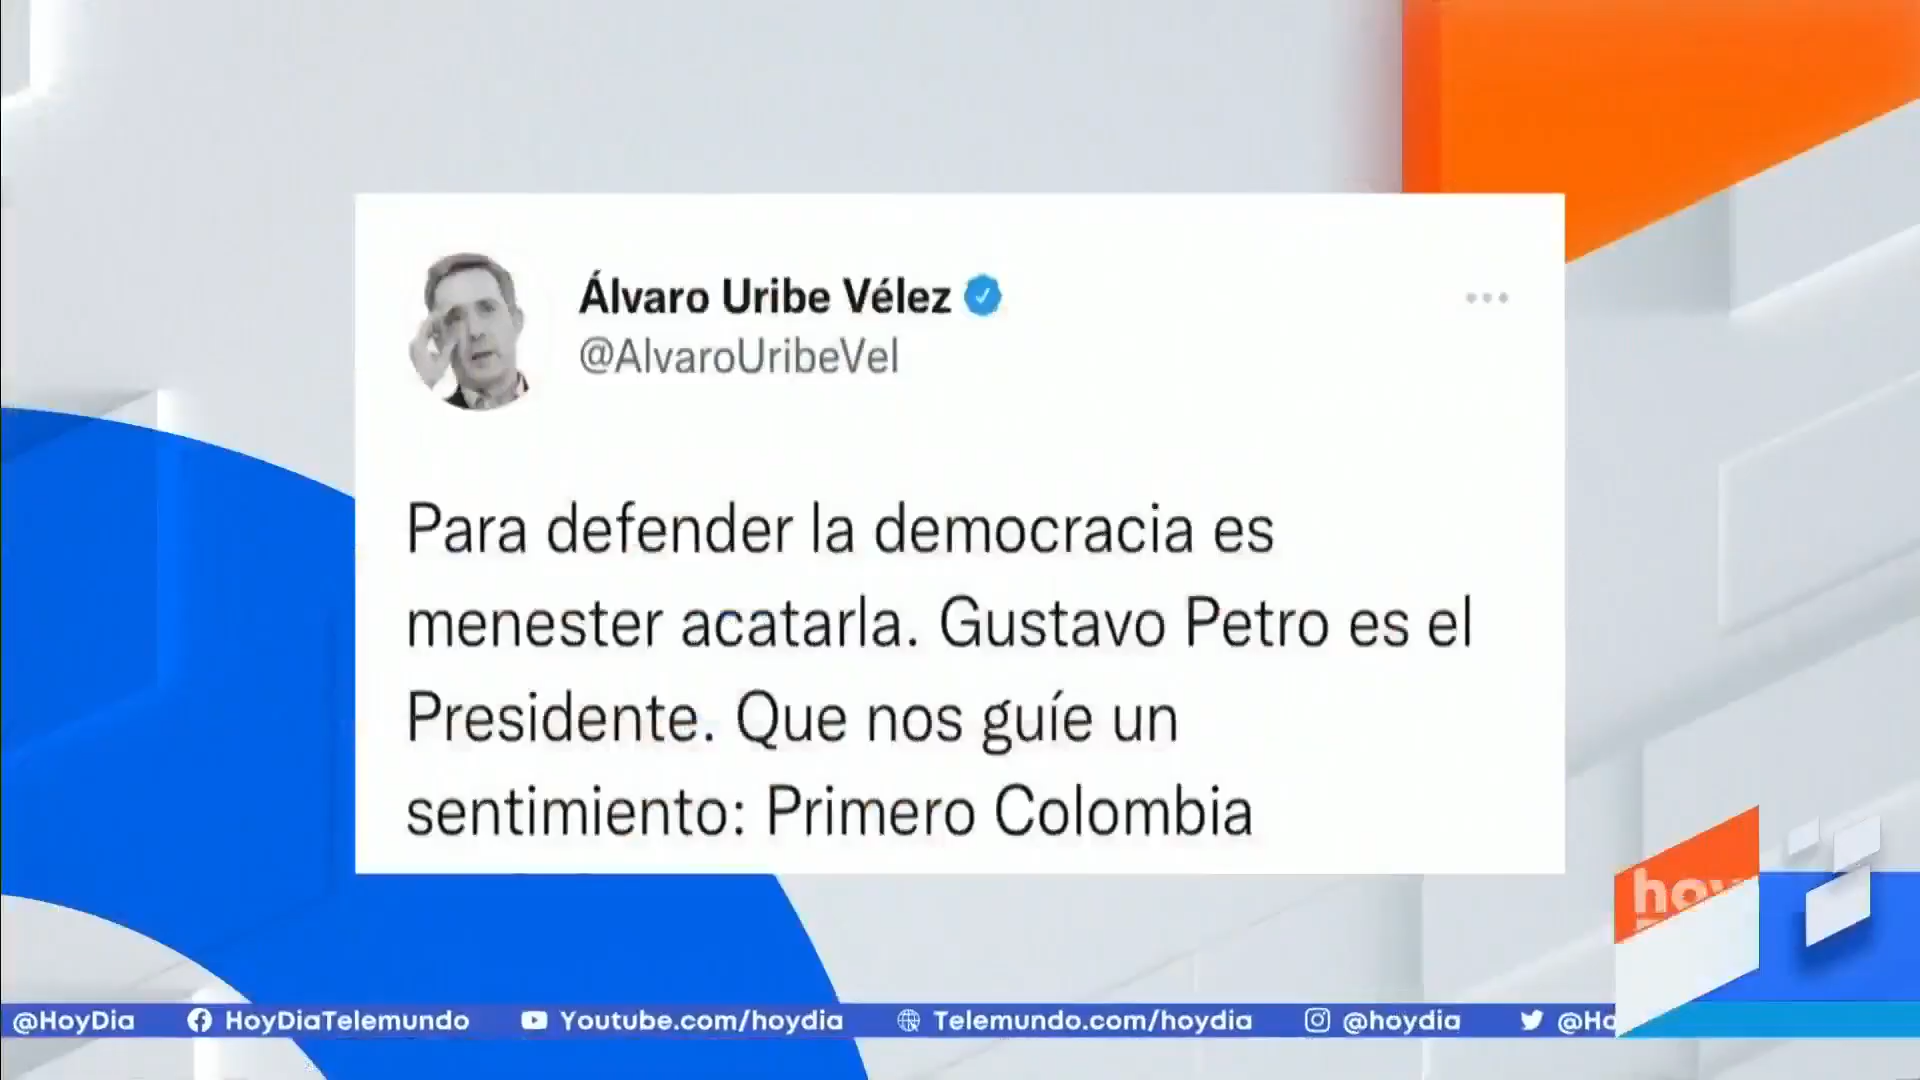 Álvaro Uribe Vélez
@AlvaroUribeVel
Para defender la democracia es
menester acatarla. Gustavo Petro es el
Presidente. Que nos guíe un
sentimiento: Primero Colombia
hoy
@HoyDia HoyDiaTelemundo Youtube.com/hoydia Telemundo.com/hoydia @hoydia